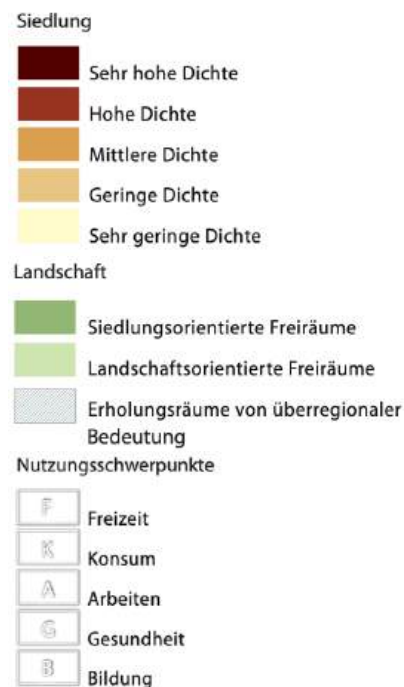 Siedlung
Sehr hohe Dichte
Hohe Dichte
Mittlere Dichte
Geringe Dichte
Sehr geringe Dichte
Landschaft
Siedlungsorientierte Freiräume
Landschaftsorientierte Freiräume
Erholungsräume von überregionaler
Bedeutung
Nutzungsschwerpunkte
F Freizeit
K Konsum
A Arbeiten
G Gesundheit
B Bildung